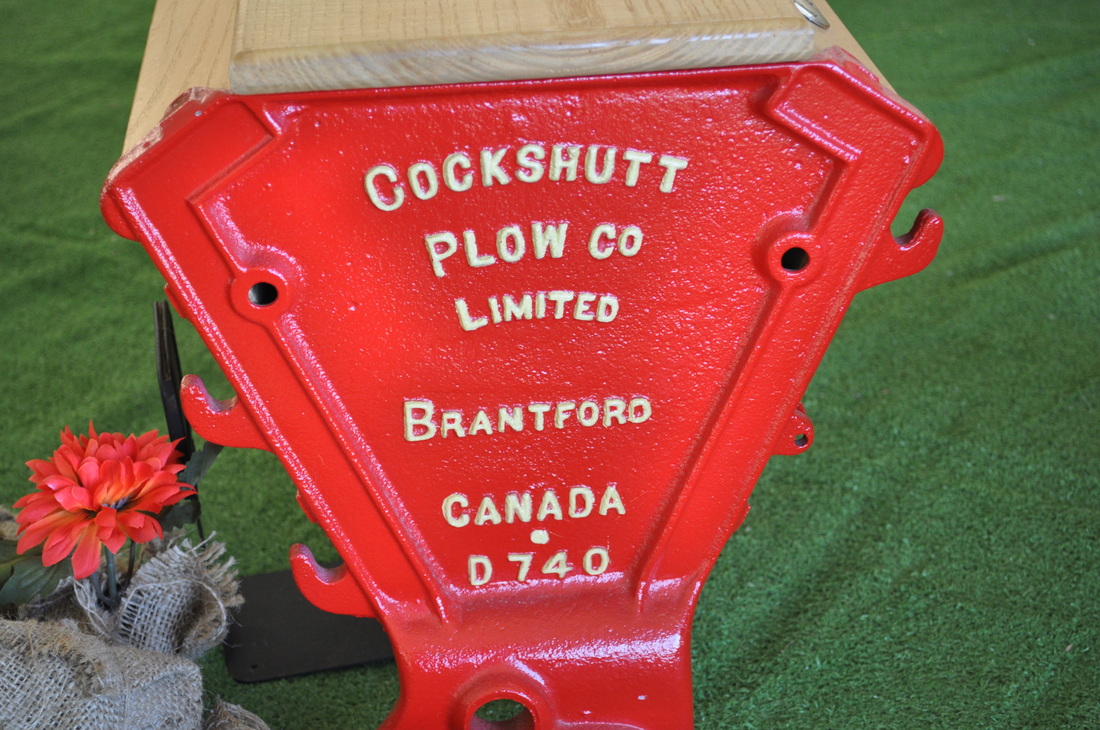 COCKSHUTT
PLOW CO
LIMITED
BRANTFORD
CANADA
D740